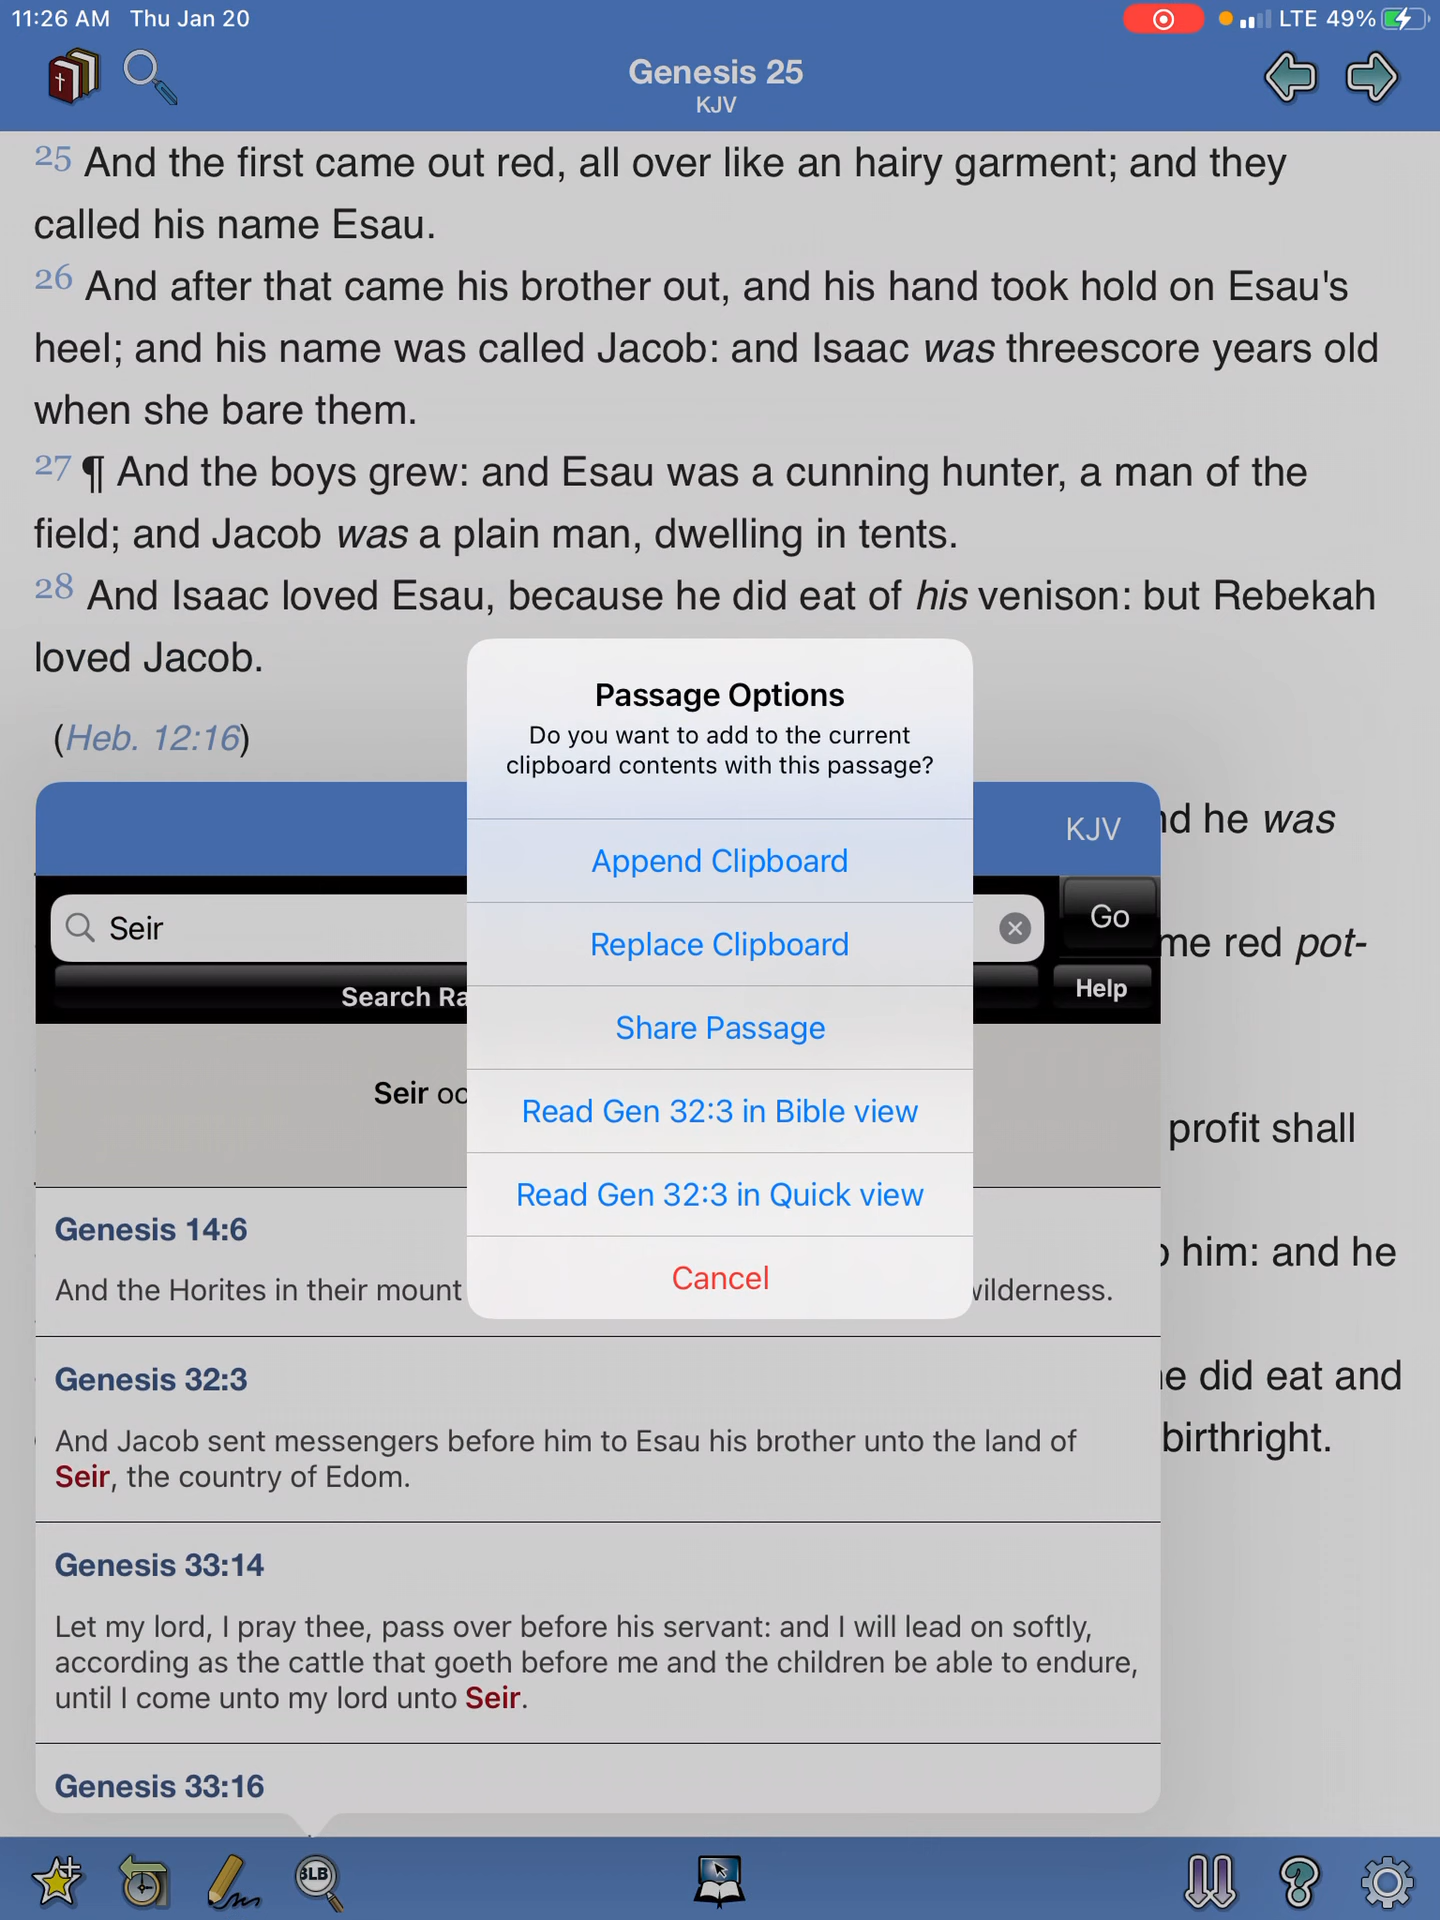 11:26 AM Thu Jan 20
LTE 49%
Genesis 25
KJV
25 And the first came out red, all over like an hairy garment; and they
called his name Esau.
26 And after that came his brother out, and his hand took hold on Esau's
heel; and his name was called Jacob: and Isaac was threescore years old
when she bare them.
27 ¶ And the boys grew: and Esau was a cunning hunter, a man of the
field; and Jacob was a plain man, dwelling in tents.
28 And Isaac loved Esau, because he did eat of his venison: but Rebekah
loved Jacob.
(Heb. 12:16)
he was
red pot-
profit shall
him: and he
did eat and
birthright.
KJV
Seir
Go
Search
Help
Seir
Genesis 14:6
And the Horites in their mount
Genesis 32:3
And Jacob sent messengers before him to Esau his brother unto the land of
Seir, the country of Edom.
Genesis 33:14
Let my lord, I pray thee, pass over before his servant: and I will lead on softly,
according as the cattle that goeth before me and the children be able to endure,
until I come unto my lord unto Seir.
Genesis 33:16
Passage Options
Do you want to add to the current
clipboard contents with this passage?
Append Clipboard
Replace Clipboard
Share Passage
Read Gen 32:3 in Bible view
Read Gen 32:3 in Quick view
Cancel
BLB